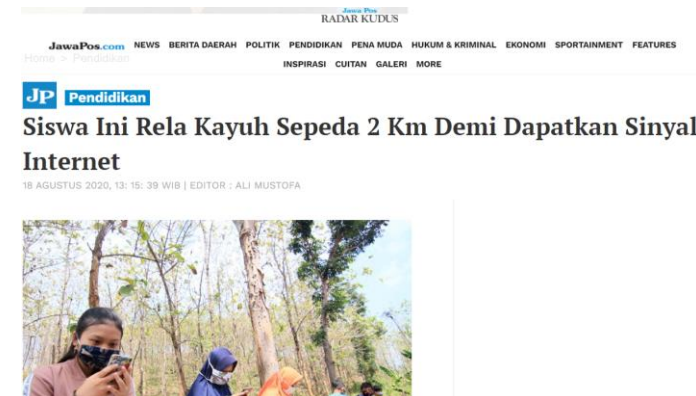 Jawa Pos
RADAR KUDUS
JawaPos.com NEWS BERITA DAERAH POLITIK PENDIDIKAN PENA MUDA HUKUM & KRIMINAL EKONOMI SPORTAINMENT FEATURES
Home > Pendidikan
INSPIRASI CUITAN GALERI MORE
JP Pendidikan
Siswa Ini Rela Kayuh Sepeda 2 Km Demi Dapatkan Sinyal
Internet
18 AGUSTUS 2020, 13: 15: 39 WIB | EDITOR : ALI MUSTOFA